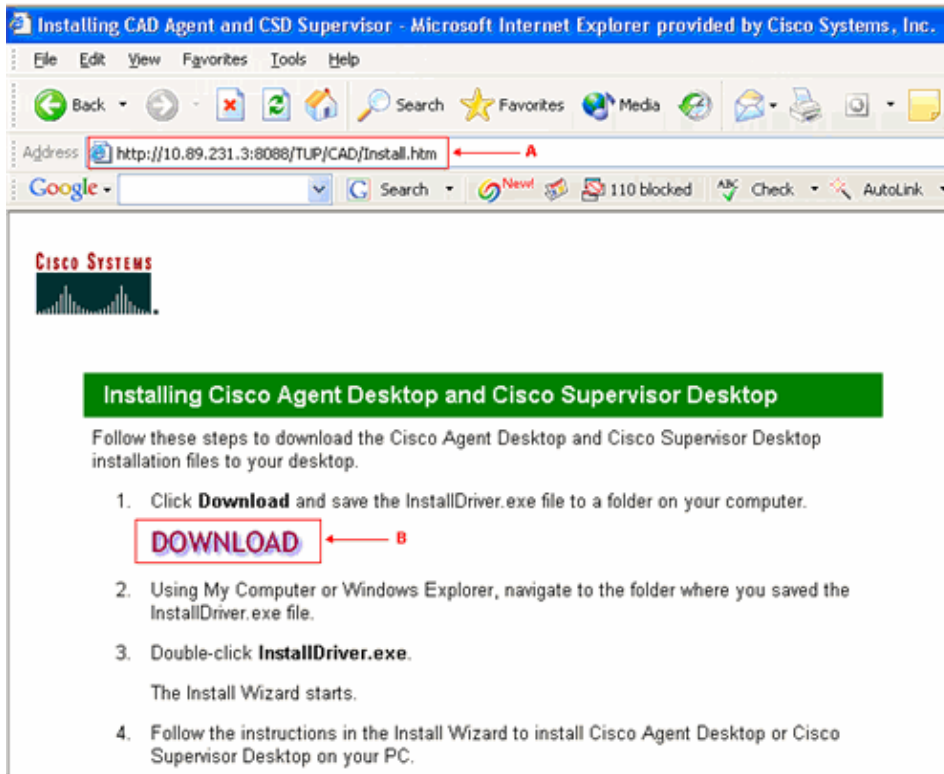 Installing CAD Agent and CSD Supervisor - Microsoft Internet Explorer provided by Cisco Systems, Inc.
File Edit View Favorites Tools Help
Back Search Favorites Media
Address http://10.89.231.3:8088/TUP/CAD/Install.htm A
Google Search New! 110 blocked ABC Check AutoLink
CISCO SYSTEMS
Installing Cisco Agent Desktop and Cisco Supervisor Desktop
Follow these steps to download the Cisco Agent Desktop and Cisco Supervisor Desktop
installation files to your desktop.
1. Click Download and save the InstallDriver.exe file to a folder on your computer.
DOWNLOAD B
2. Using My Computer or Windows Explorer, navigate to the folder where you saved the
InstallDriver.exe file.
3. Double-click InstallDriver.exe.
The Install Wizard starts.
4. Follow the instructions in the Install Wizard to install Cisco Agent Desktop or Cisco
Supervisor Desktop on your PC.